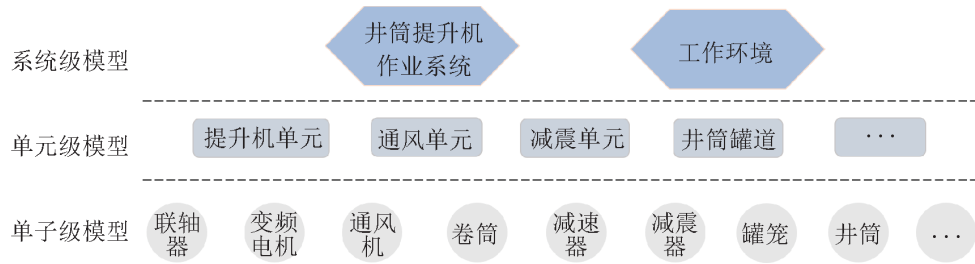 系统级模型
井筒提升机
作业系统
工作环境
单元级模型
提升机单元
通风单元
减震单元
井筒罐道
...
单子级模型
联轴
器
变频
电机
通风
机
卷筒
减速
器
减震
器
罐笼
井筒
...